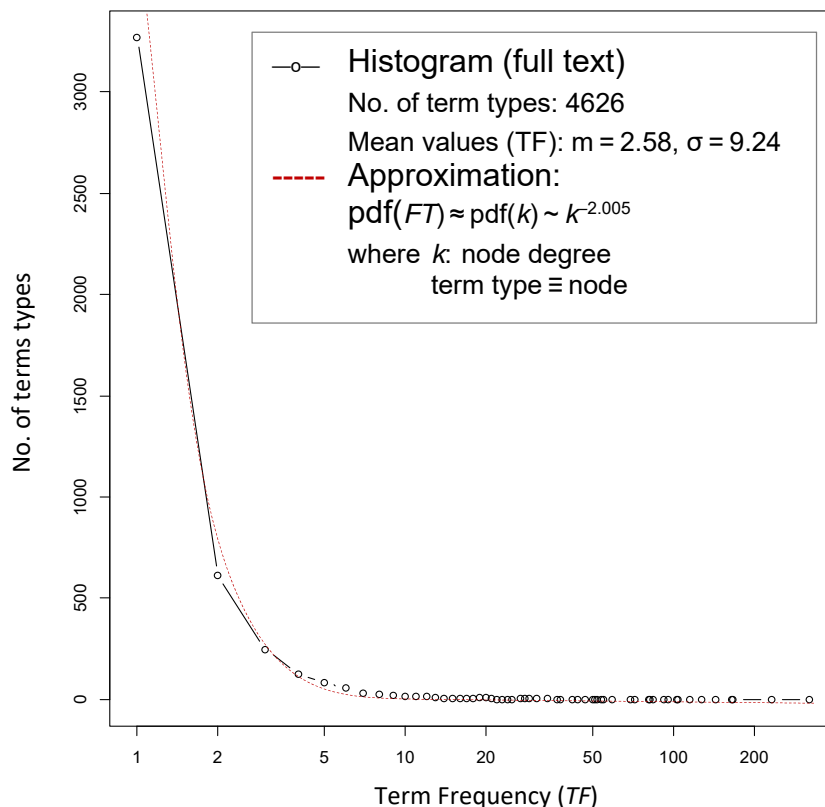 Histogram (full text)
No. of term types: 4626
Mean values (TF): m = 2.58, σ = 9.24
Approximation:
pdf(FT) ≈ pdf(k) ~ k⁻²·⁰⁰⁵
where k: node degree
term type ≡ node
No. of terms types
3000
2500
2000
1500
1000
500
0
1 2 5 10 20 50 100 200
Term Frequency (TF)